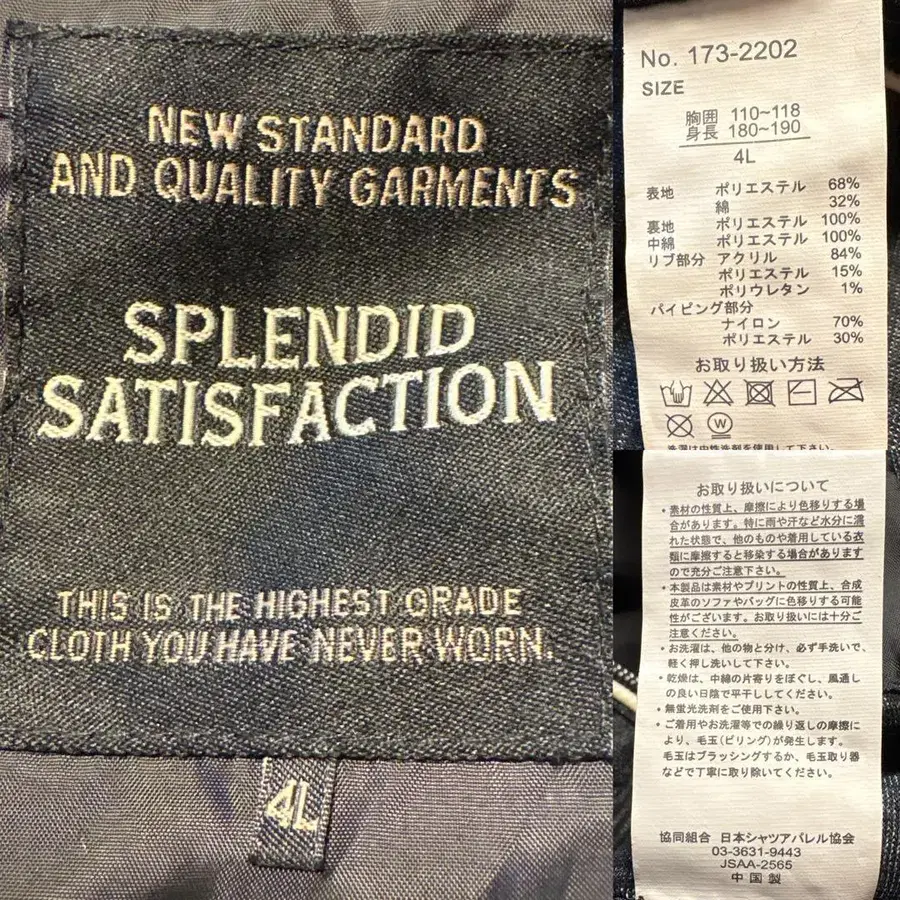 NEW STANDARD
AND QUALITY GARMENTS
SPLENDID
SATISFACTION
THIS IS THE HIGHEST GRADE
CLOTH YOU HAVE NEVER WORN.
4L
No. 173-2202
SIZE
胸囲 110~118
身長 180~190
4L
表地 ポリエステル 68%
綿 32%
裏地 ポリエステル 100%
中綿 ポリエステル 100%
リブ部分 アクリル 84%
ポリエステル 15%
ポリウレタン 1%
パイピング部分
ナイロン 70%
ポリエステル 30%
お取り扱い方法
W
洗濯は中性洗剤を使用して下さい。
お取り扱いについて
・素材の性質上、摩擦により色移りする場
合があります。特に雨や汗など水分に濡
れた状態で、他のものや着用している衣
類に摩擦すると移染する場合があります
ので充分ご注意下さい。
・本製品は素材やプリントの性質上、合成
皮革のソファやバッグに色移りする可能
性がございます。お取り扱いには十分ご
注意ください。
・お洗濯は、他の物と分け、必ず手洗いで、
軽く押し洗いして下さい。
・乾燥は、中綿の片寄りをほぐし、風通し
の良い日陰で平干ししてください。
・無蛍光洗剤をご使用下さい。
・ご着用やお洗濯等での繰り返しの摩擦に
より、毛玉(ピリング)が発生します。
毛玉はブラッシングするか、毛玉取り器
などで丁寧に取り除いてください。
協同組合 日本シャツアパレル協会
03-3631-9443
JSAA-2565
中国製